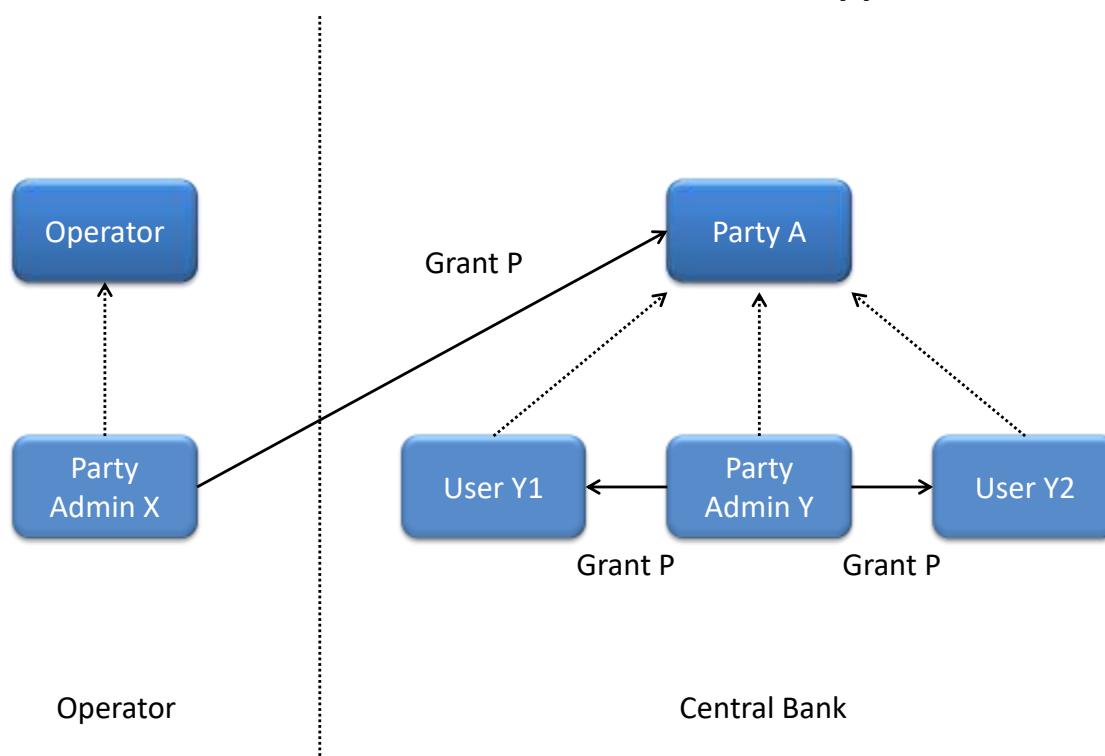 Operator
Party A
Grant P
Party
Admin X
User Y1
Party
Admin Y
User Y2
Grant P
Grant P
Operator
Central Bank